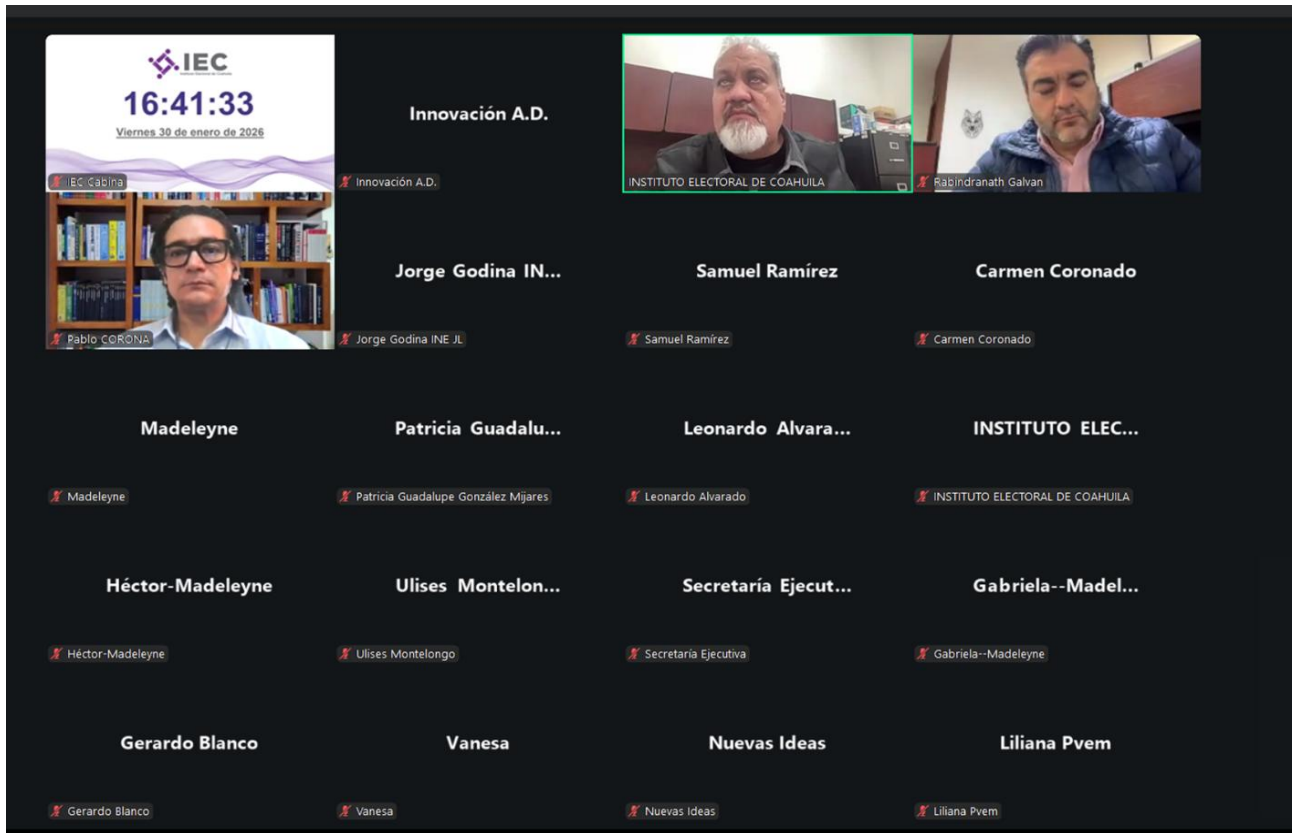 IEC
Instituto Electoral de Coahuila
16:41:33
Viernes 30 de enero de 2026
IEC Cabina
Innovación A.D.
Innovación A.D.
INSTITUTO ELECTORAL DE COAHUILA
Rabindranath Galvan
Pablo CORONA
Jorge Godina IN...
Jorge Godina INE JL
Samuel Ramírez
Samuel Ramírez
Carmen Coronado
Carmen Coronado
Madeleyne
Madeleyne
Patricia Guadalu...
Patricia Guadalupe González Mijares
Leonardo Alvara...
Leonardo Alvarado
INSTITUTO ELEC...
INSTITUTO ELECTORAL DE COAHUILA
Héctor-Madeleyne
Héctor-Madeleyne
Ulises Montelon...
Ulises Montelongo
Secretaría Ejecut...
Secretaría Ejecutiva
Gabriela--Madel...
Gabriela--Madeleyne
Gerardo Blanco
Gerardo Blanco
Vanesa
Vanesa
Nuevas Ideas
Nuevas Ideas
Liliana Pvem
Liliana Pvem